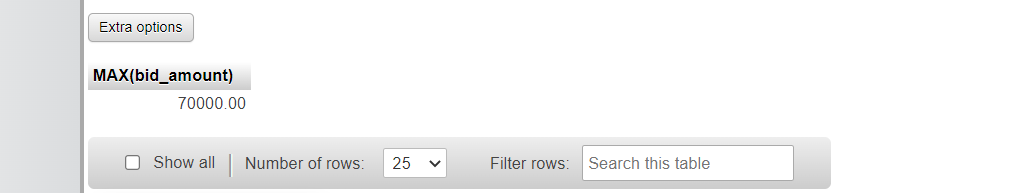 Extra options
MAX(bid_amount)
70000.00
Show all Number of rows: 25 Filter rows: Search this table